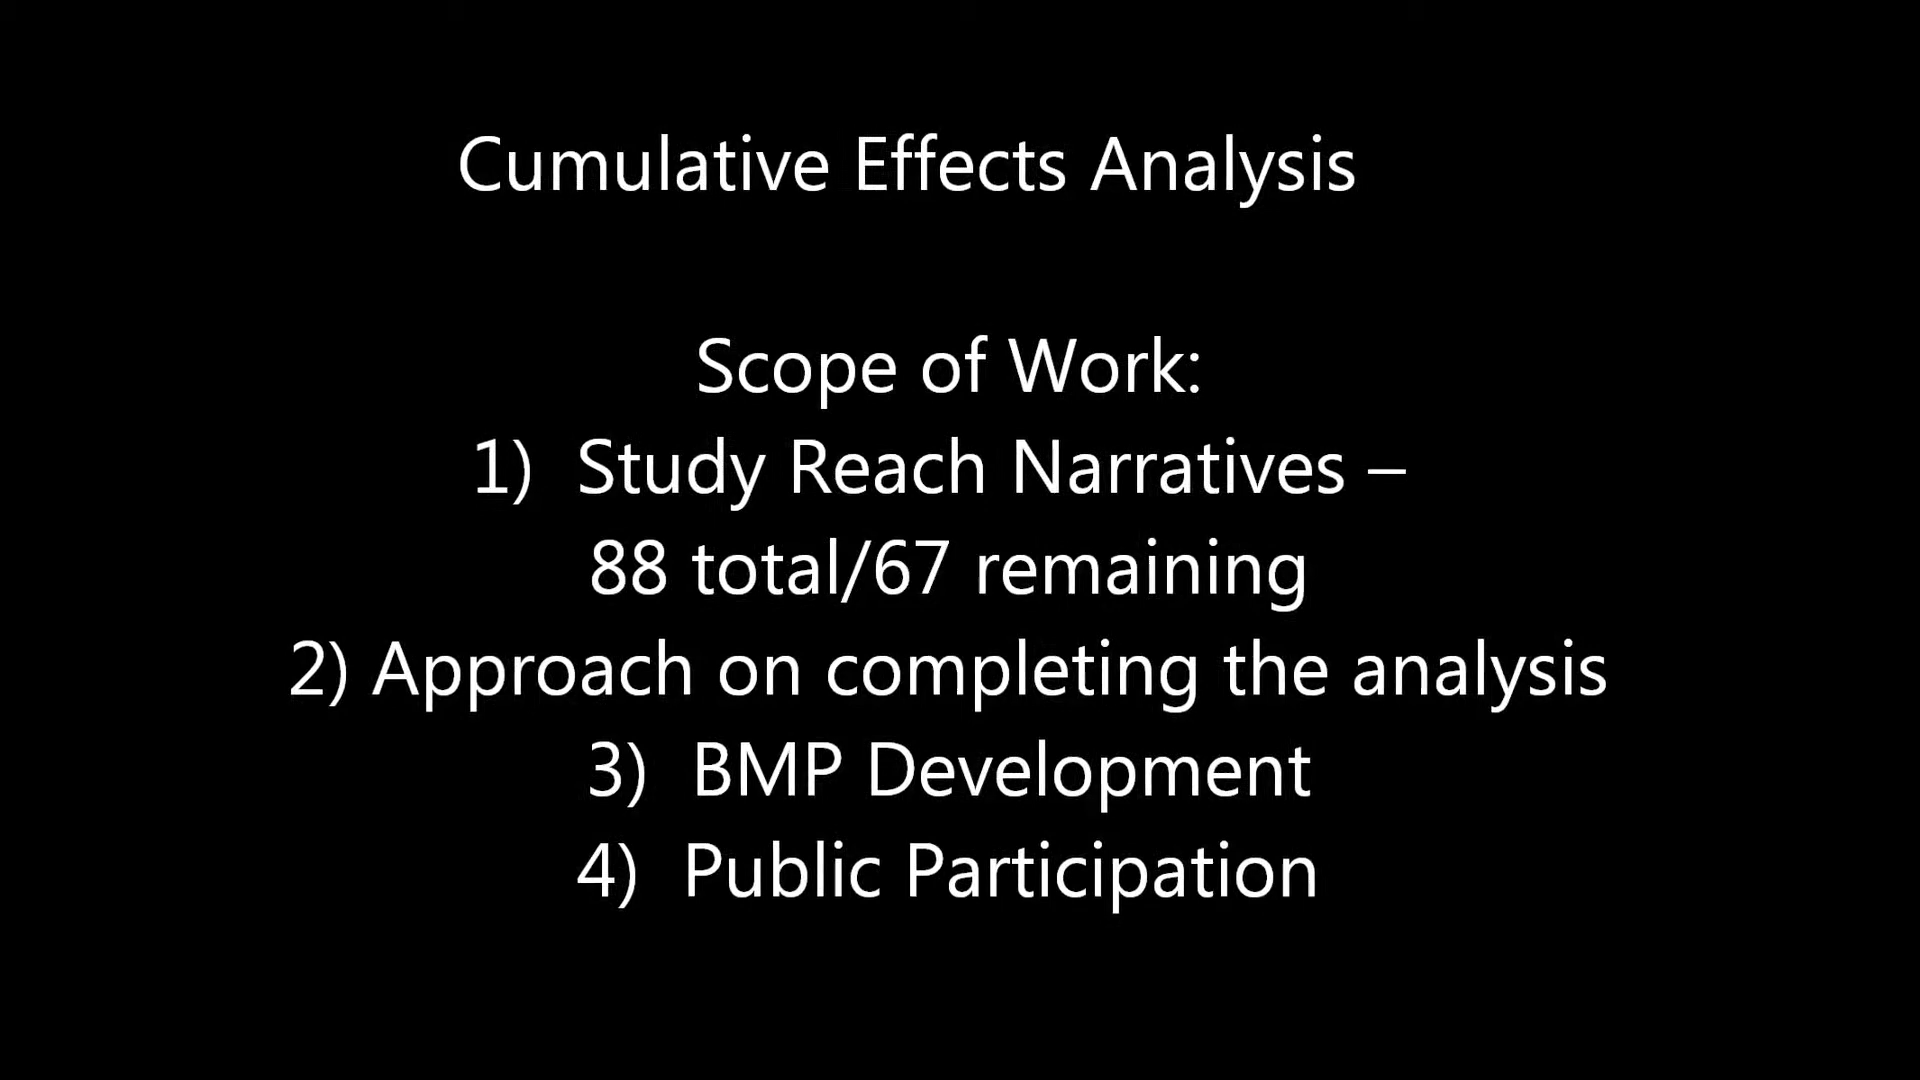 Cumulative Effects Analysis
Scope of Work:
1) Study Reach Narratives –
88 total/67 remaining
2) Approach on completing the analysis
3) BMP Development
4) Public Participation